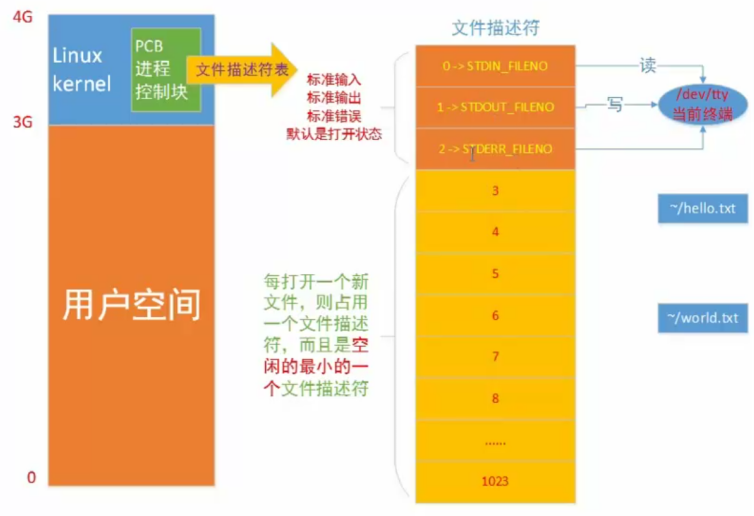 4G
Linux
kernel
PCB
进程
控制块
文件描述符表
3G
用户空间
0
标准输入
标准输出
标准错误
默认是打开状态
每打开一个新
文件，则占用
一个文件描述
符，而且是空
闲的最小的一
个文件描述符
文件描述符
0 -> STDIN_FILENO
1 -> STDOUT_FILENO
2 -> STDERR_FILENO
3
4
5
6
7
8
......
1023
读
写
/dev/tty
当前终端
~/hello.txt
~/world.txt